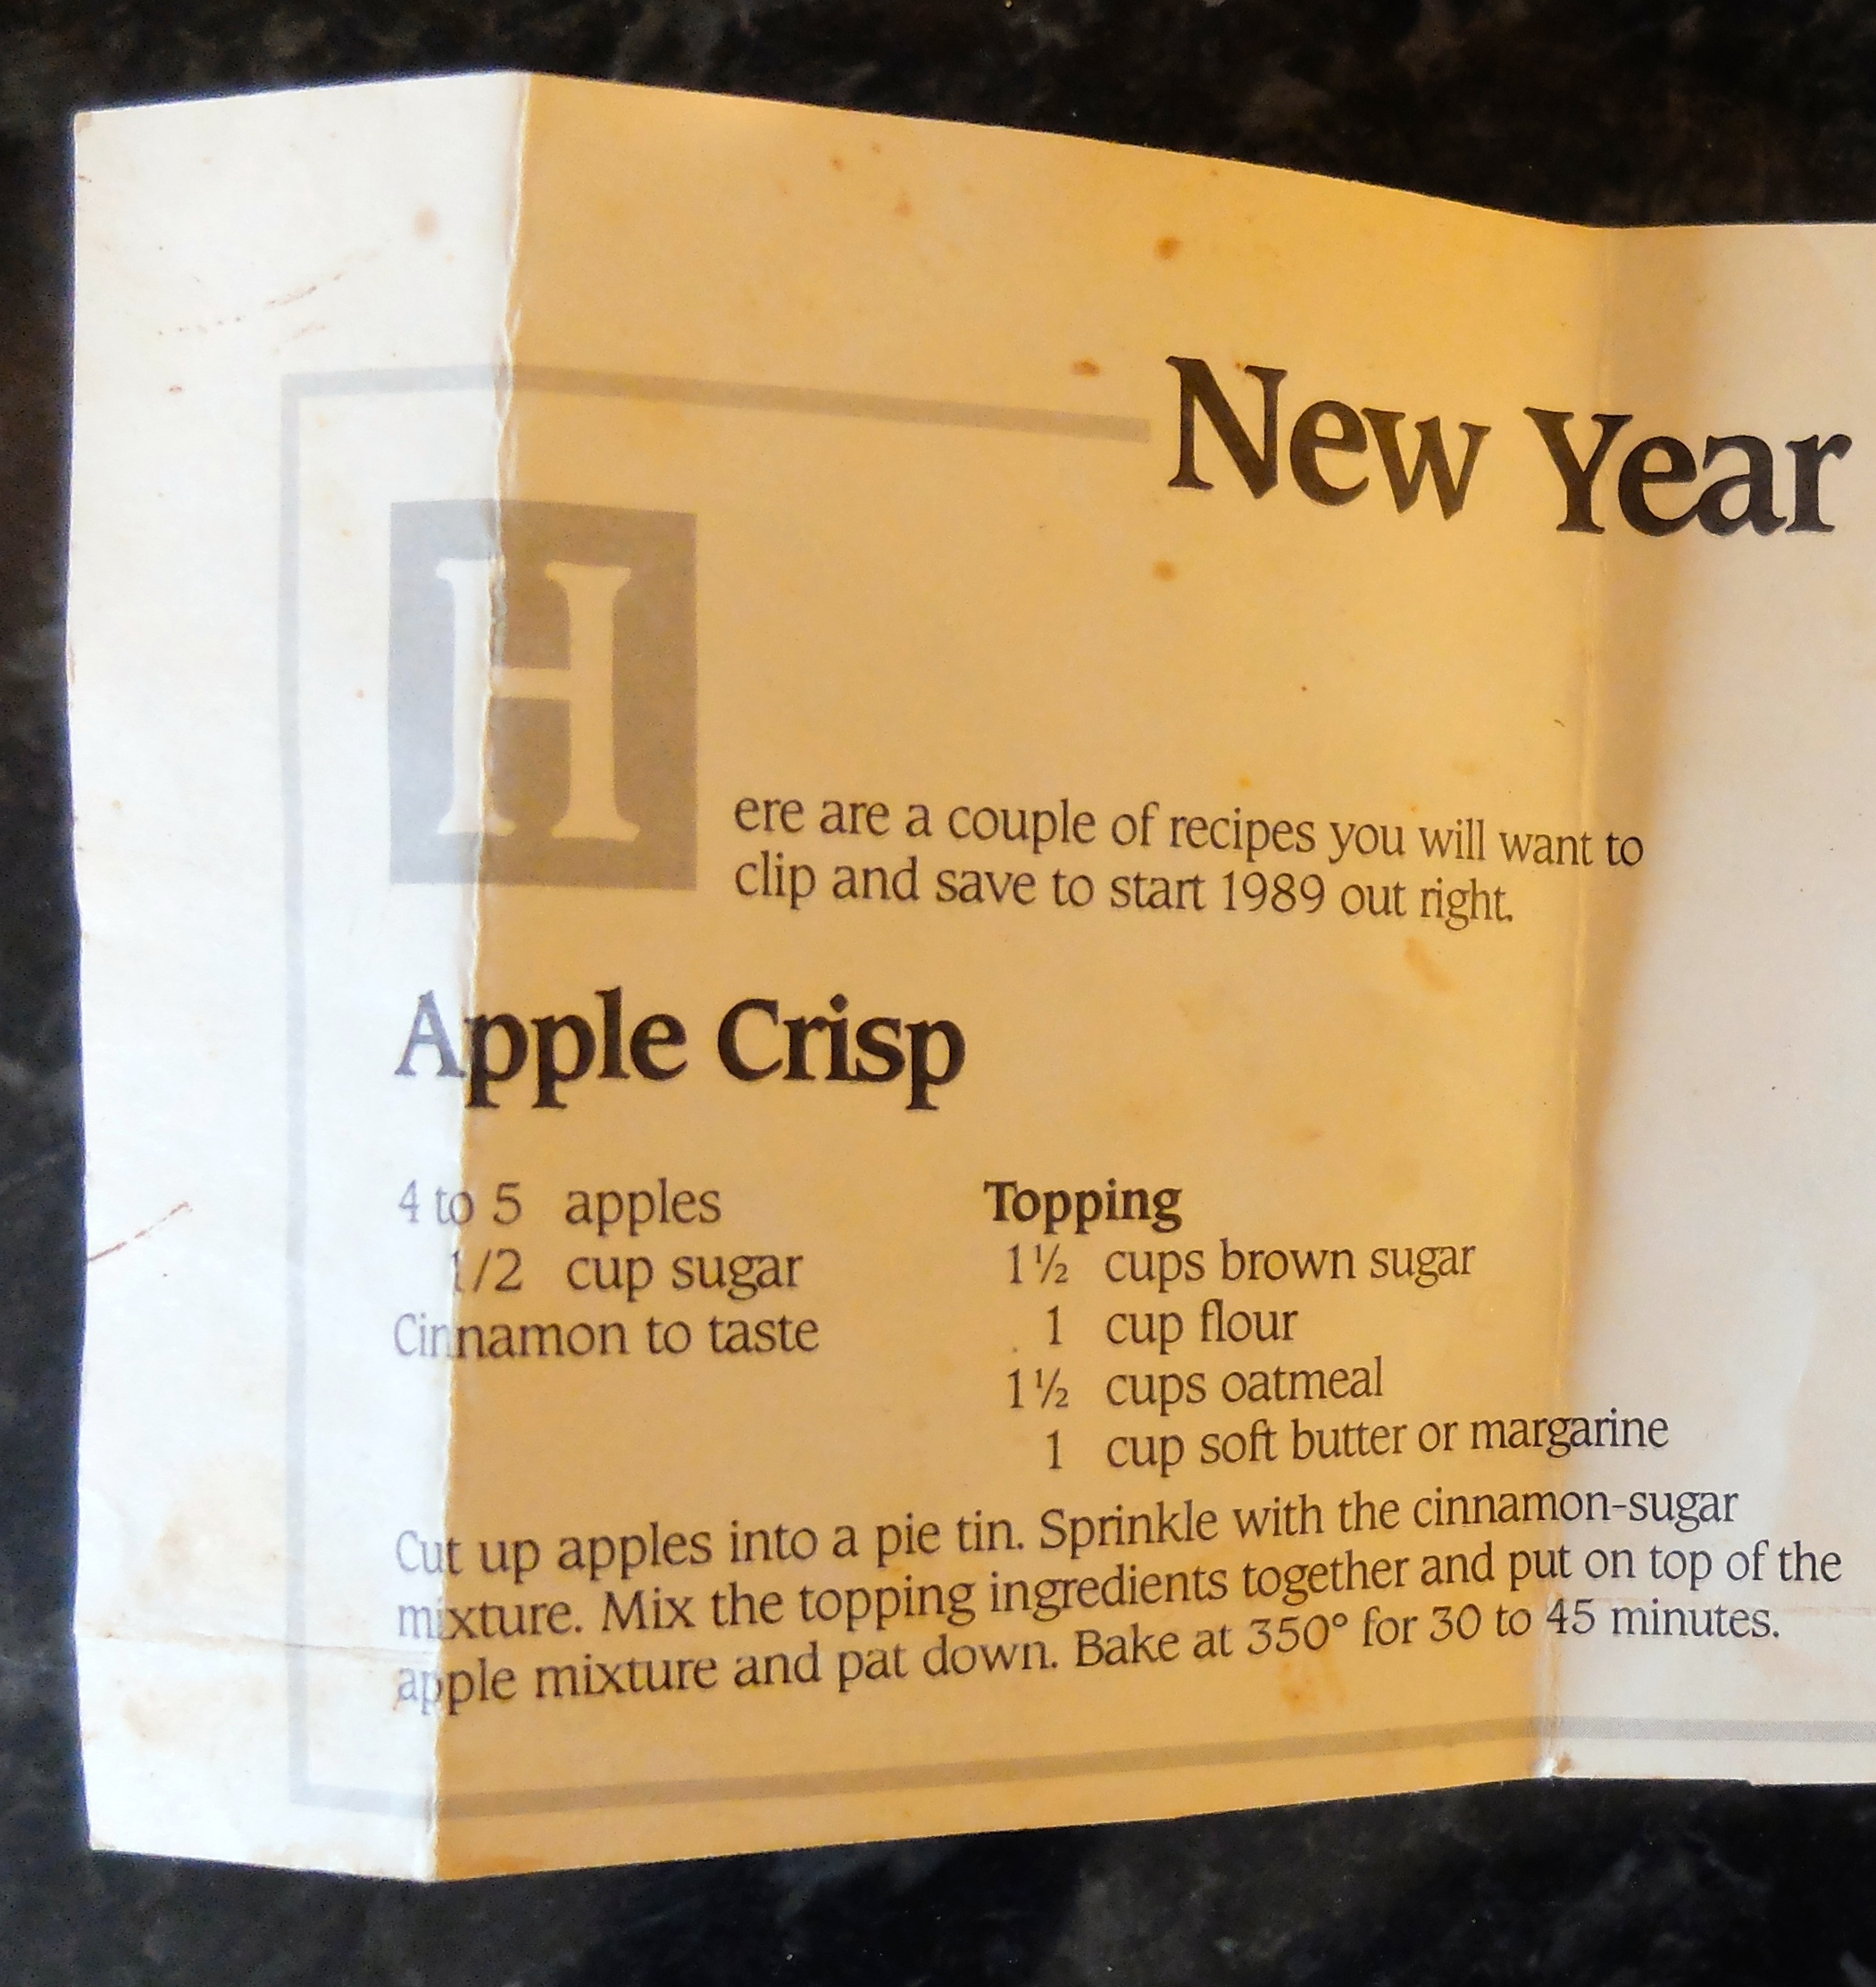 New Year
Here are a couple of recipes you will want to
clip and save to start 1989 out right.
Apple Crisp
4 to 5 apples
1/2 cup sugar
Cinnamon to taste
Topping
1½ cups brown sugar
1 cup flour
1½ cups oatmeal
1 cup soft butter or margarine
Cut up apples into a pie tin. Sprinkle with the cinnamon-sugar
mixture. Mix the topping ingredients together and put on top of the
apple mixture and pat down. Bake at 350° for 30 to 45 minutes.